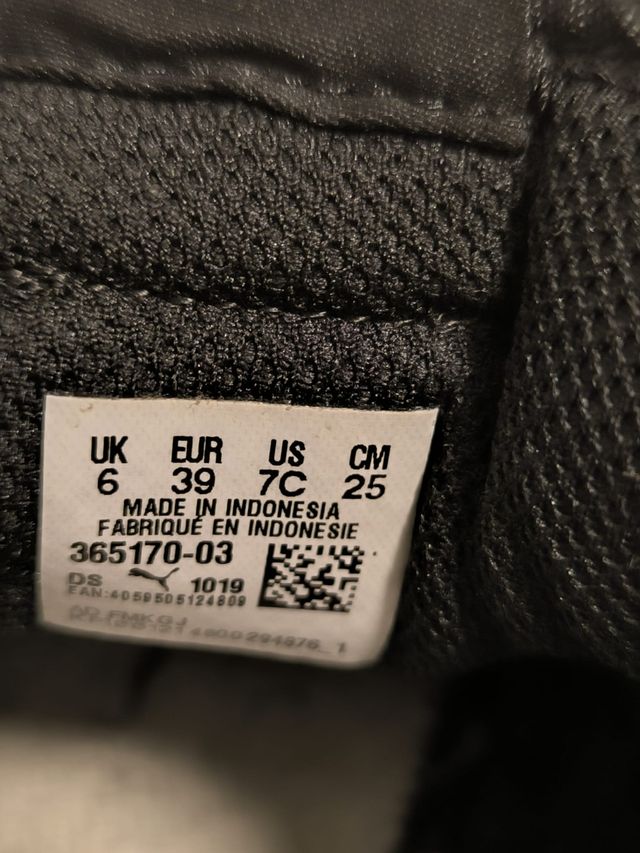 UK EUR US CM
6 39 7C 25
MADE IN INDONESIA
FABRIQUÉ EN INDONESIE
365170-03
DS 1019
EAN:4059505124809